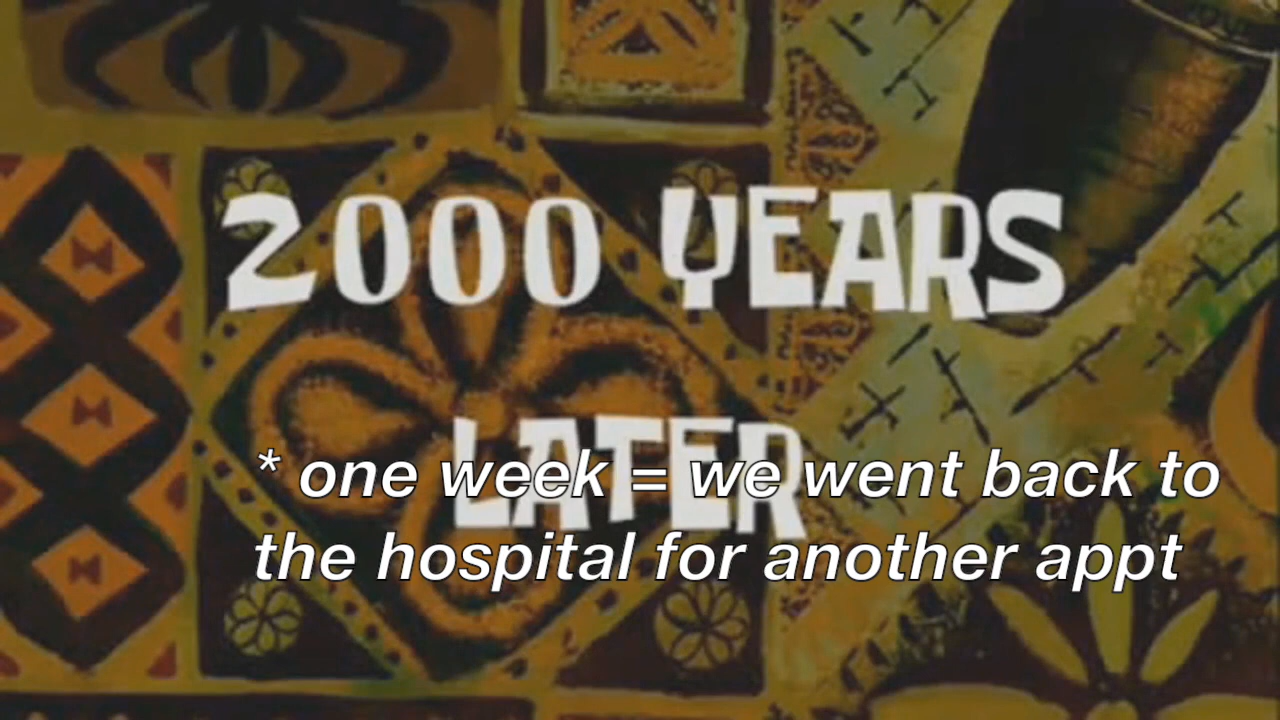 2000 YEARS
LATER
* one week = we went back to
the hospital for another appt